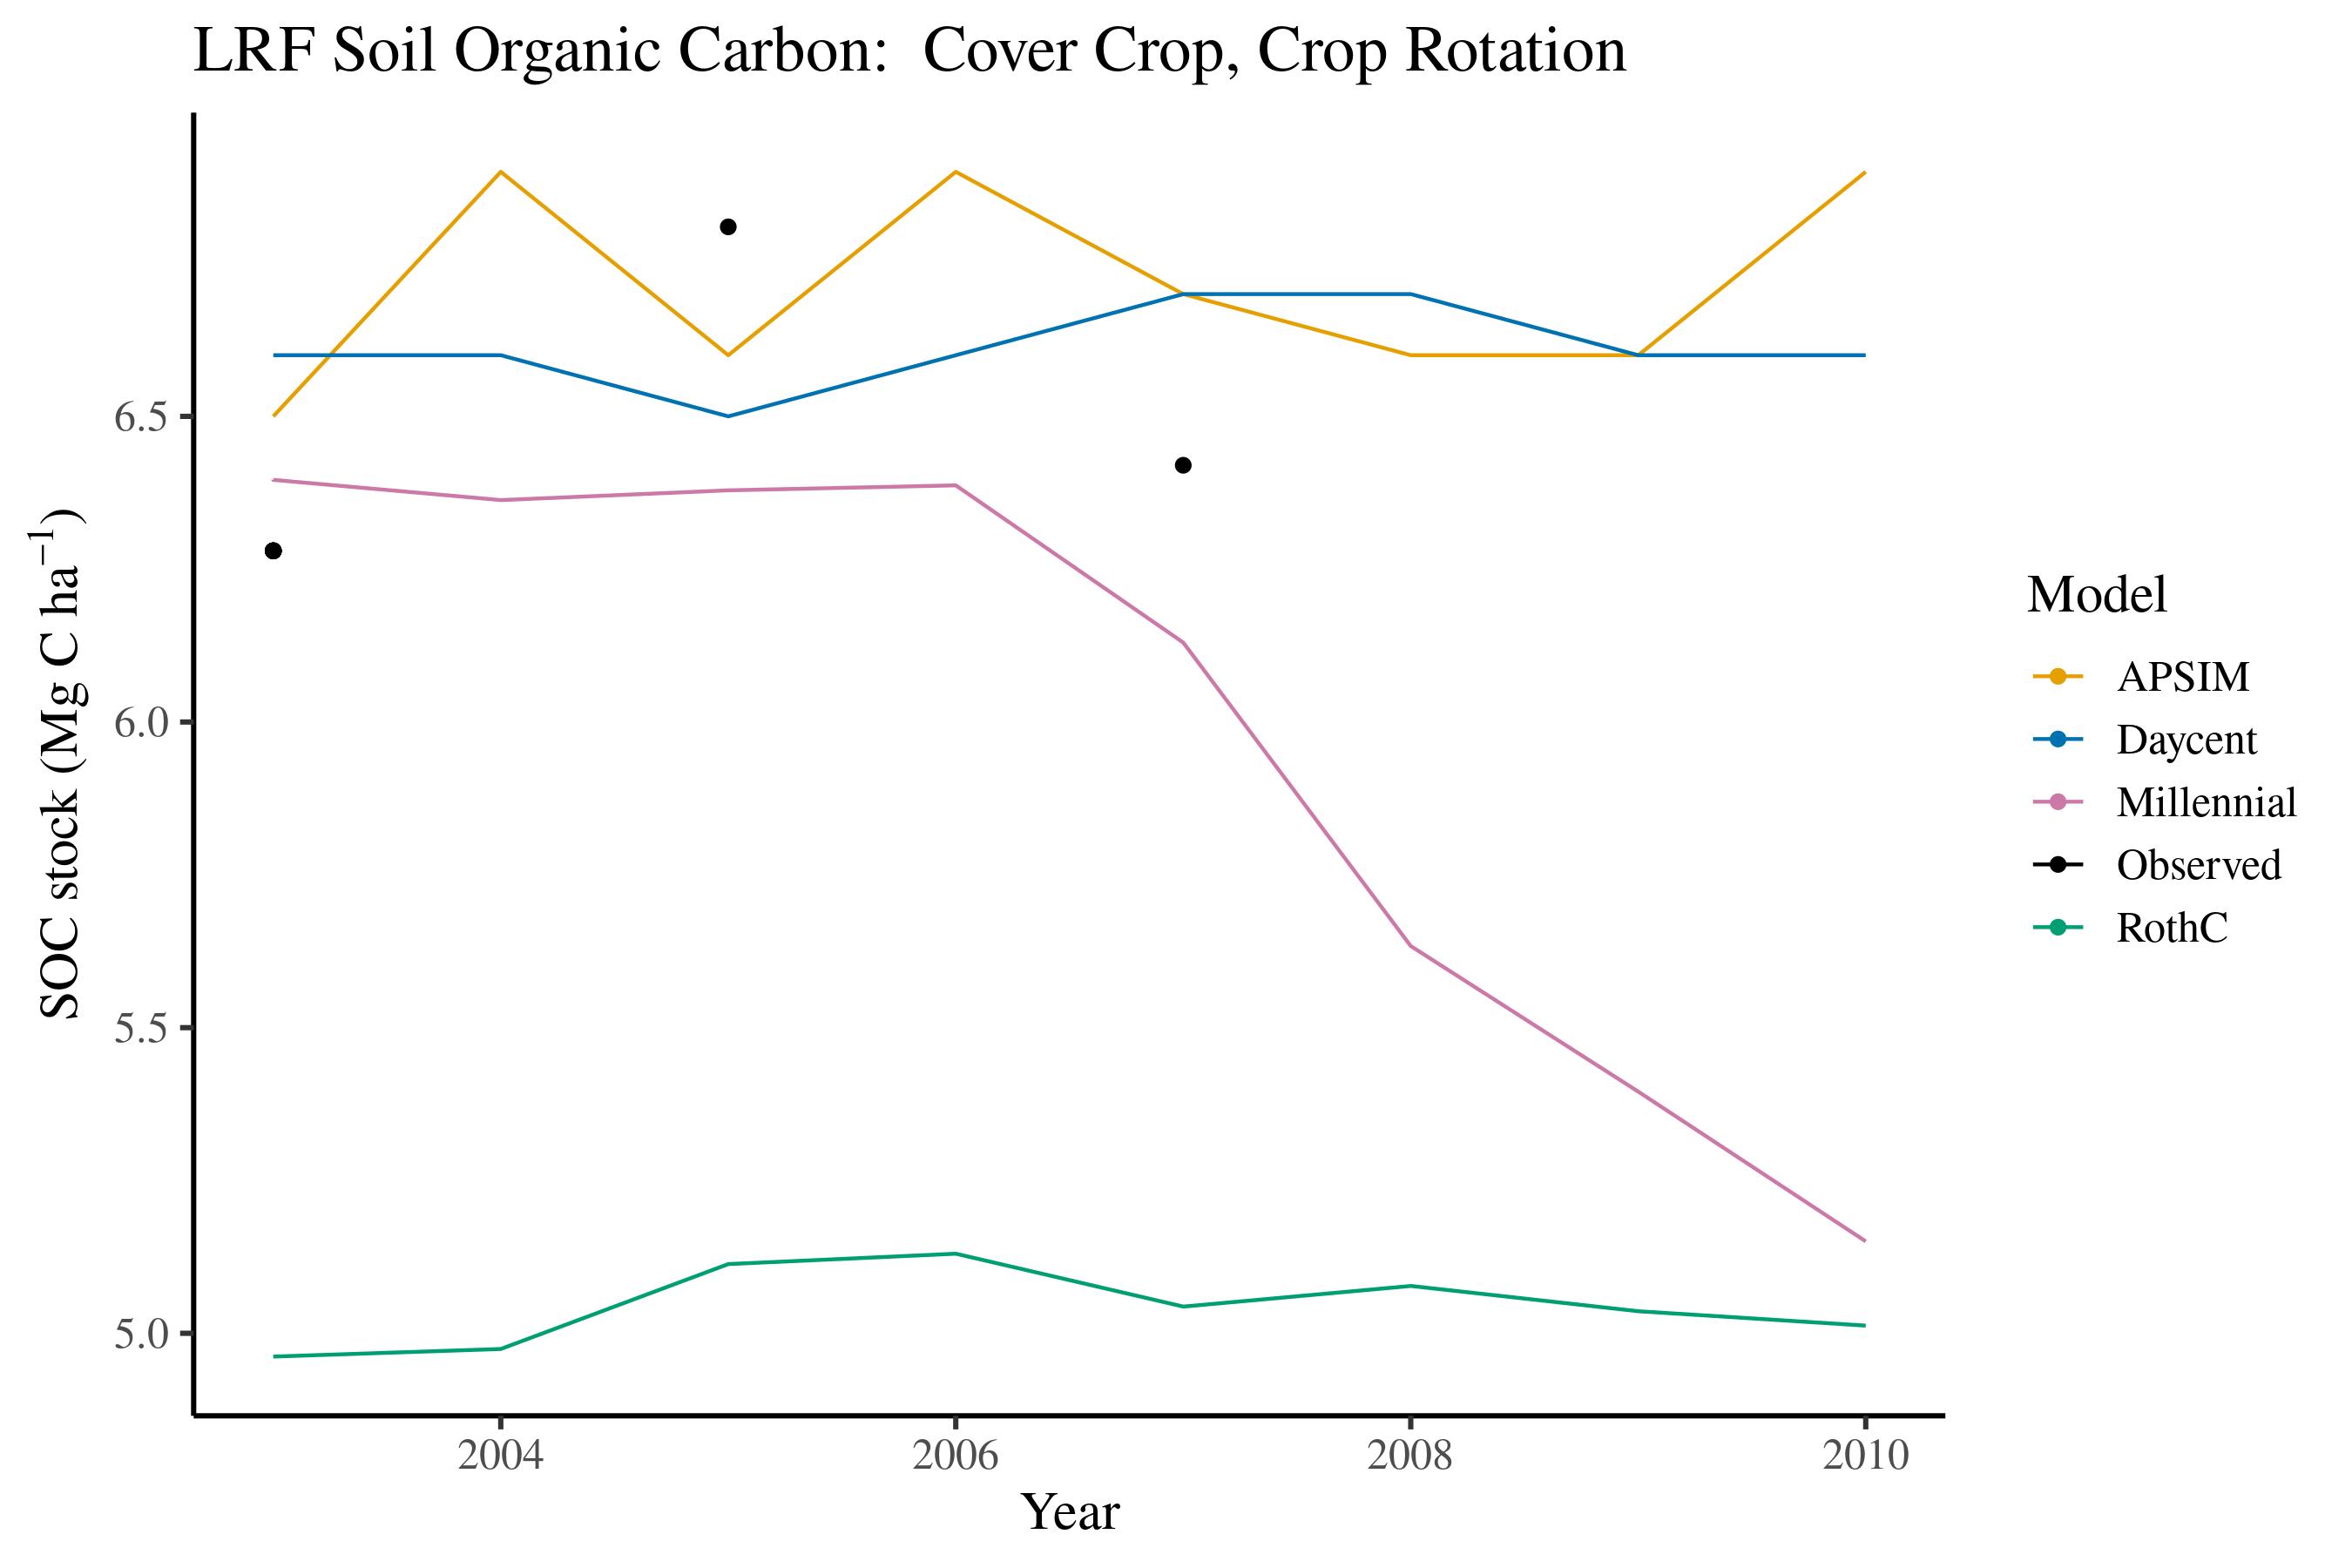 LRF Soil Organic Carbon:  Cover Crop, Crop Rotation
SOC stock (Mg C ha⁻¹)
6.5
6.0
5.5
5.0
2004
2006
2008
2010
Year
Model
APSIM
Daycent
Millennial
Observed
RothC